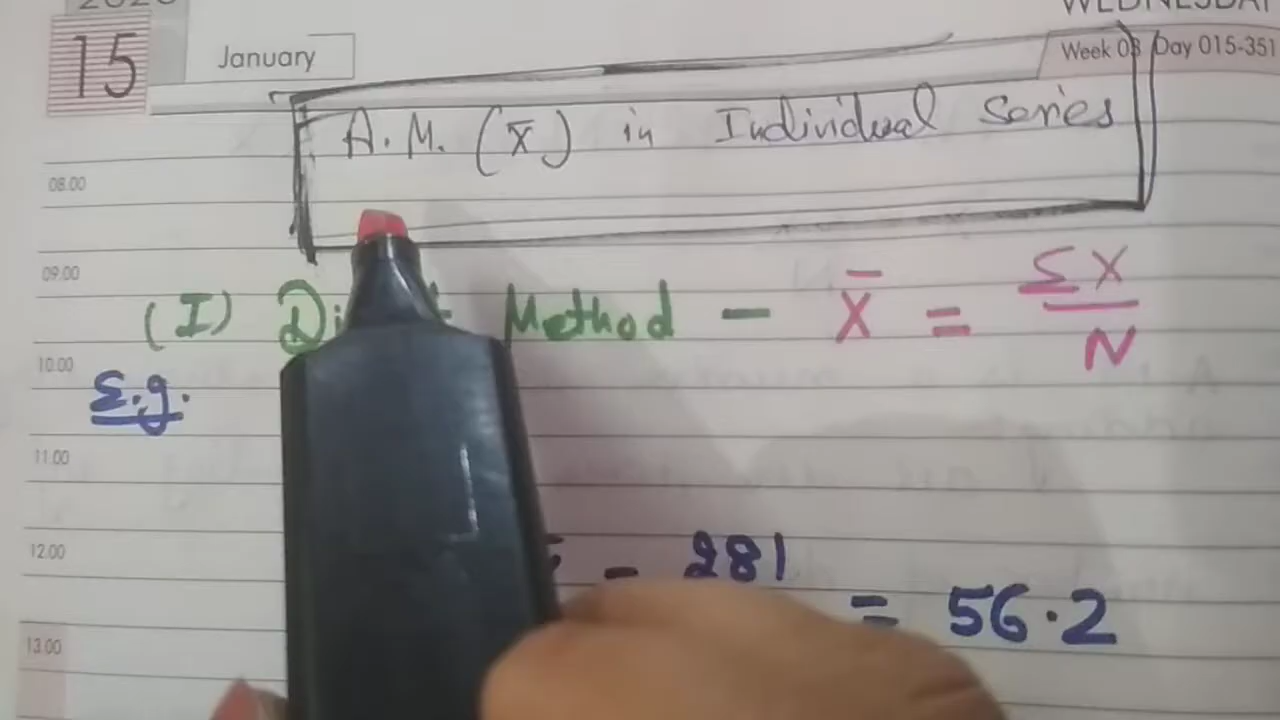 15 January
WEDNESDAY
Week 03 Day 015-351
A.M. (x̄) in Individual Series
08.00
09.00
(I) Method - X̄ = ΣX / N
10.00
E.g.
11.00
12.00
- 281
= 56.2
13.00